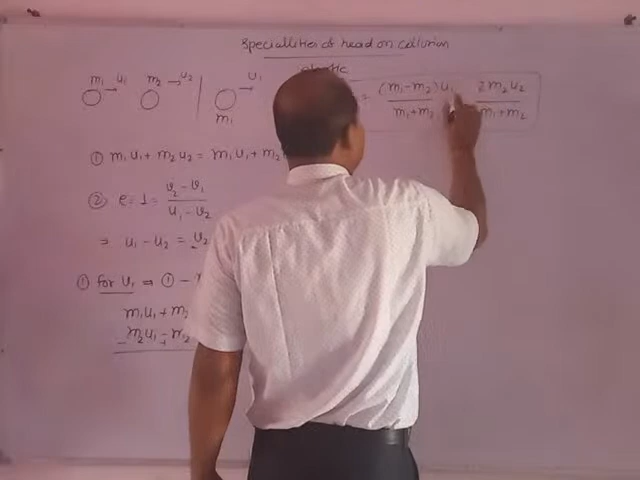 Specialities of head on collision
elastic
m₁ → u₁ m₂ → u₂ | → U₁
m₁
= (m₁-m₂)u₁/m₁+m₂ 2m₂u₂/m₁+m₂
① m₁u₁ + m₂u₂ = m₁v₁ + m₂
② e = 1 = v₂-v₁/u₁-v₂
⇒ u₁ - u₂ = v₂
① for v₁ ⇒ ① -
m₁u₁ + m₂
m₂u₁ - m₂